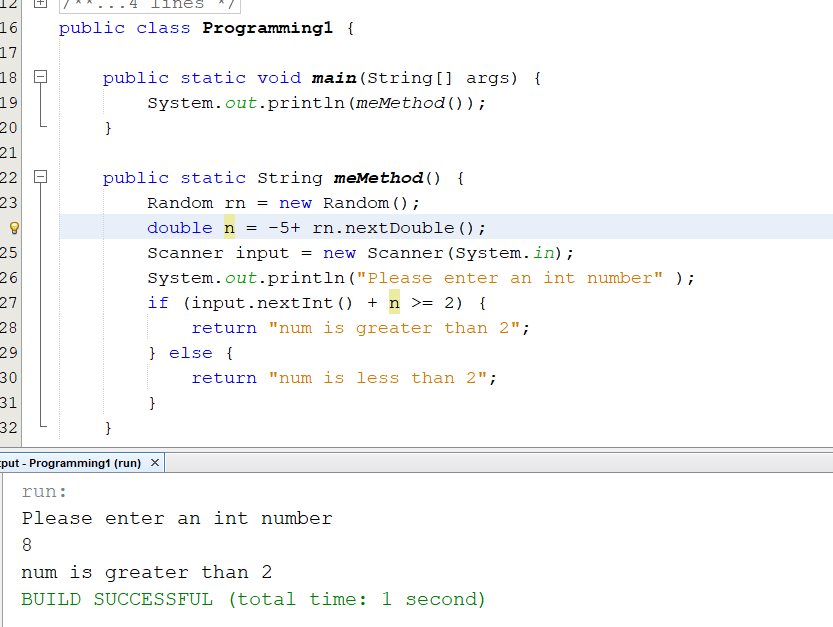 12 /**...4 lines */
16 public class Programming1 {
17
18 public static void main(String[] args) {
19 System.out.println(meMethod());
20 }
21
22 public static String meMethod() {
23 Random rn = new Random();
double n = -5+ rn.nextDouble();
25 Scanner input = new Scanner(System.in);
26 System.out.println("Please enter an int number" );
27 if (input.nextInt() + n >= 2) {
28 return "num is greater than 2";
29 } else {
30 return "num is less than 2";
31 }
32 }
put - Programming1 (run) ×
run:
Please enter an int number
8
num is greater than 2
BUILD SUCCESSFUL (total time: 1 second)